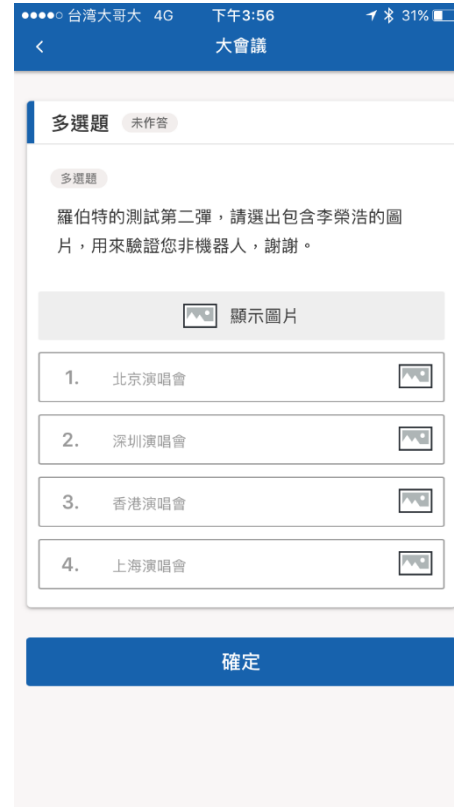 台湾大哥大 4G 下午3:56 31%
大會議
多選題 未作答
多選題
羅伯特的測試第二彈，請選出包含李榮浩的圖
片，用來驗證您非機器人，謝謝。
顯示圖片
1. 北京演唱會
2. 深圳演唱會
3. 香港演唱會
4. 上海演唱會
確定